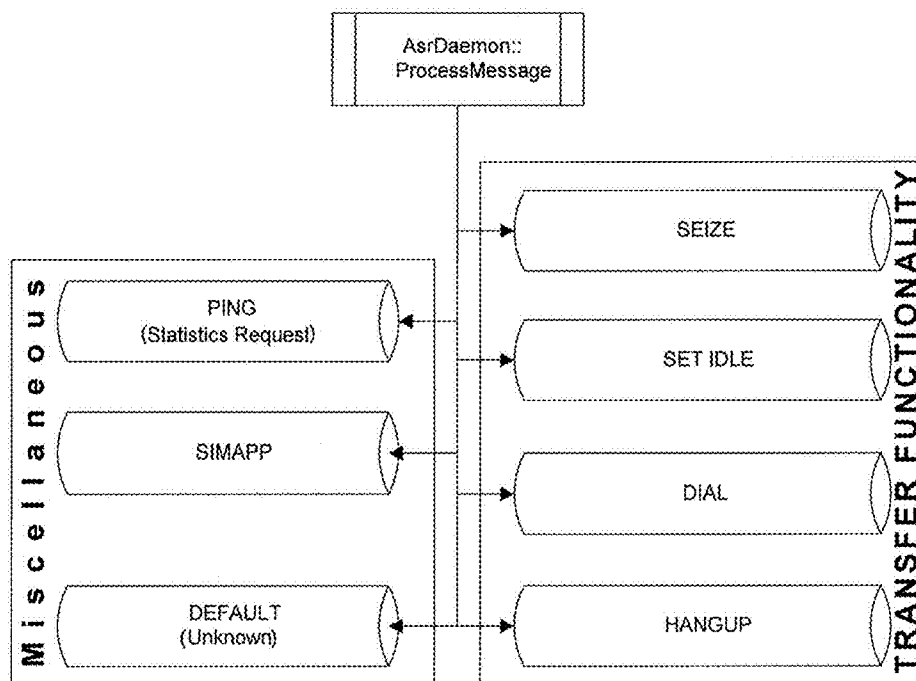 AsrDaemon::
ProcessMessage
Miscellaneous
PING
(Statistics Request)
SIMAPP
DEFAULT
(Unknown)
SEIZE
SET IDLE
DIAL
HANGUP
TRANSFER FUNCTIONALITY